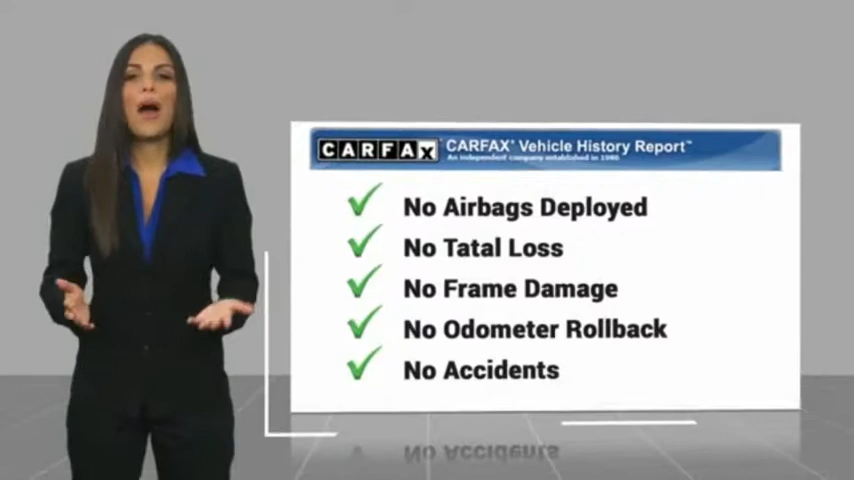 CARFAX CARFAX® Vehicle History Report™
An independent company established in 1986
No Airbags Deployed
No Tatal Loss
No Frame Damage
No Odometer Rollback
No Accidents
No Accidents